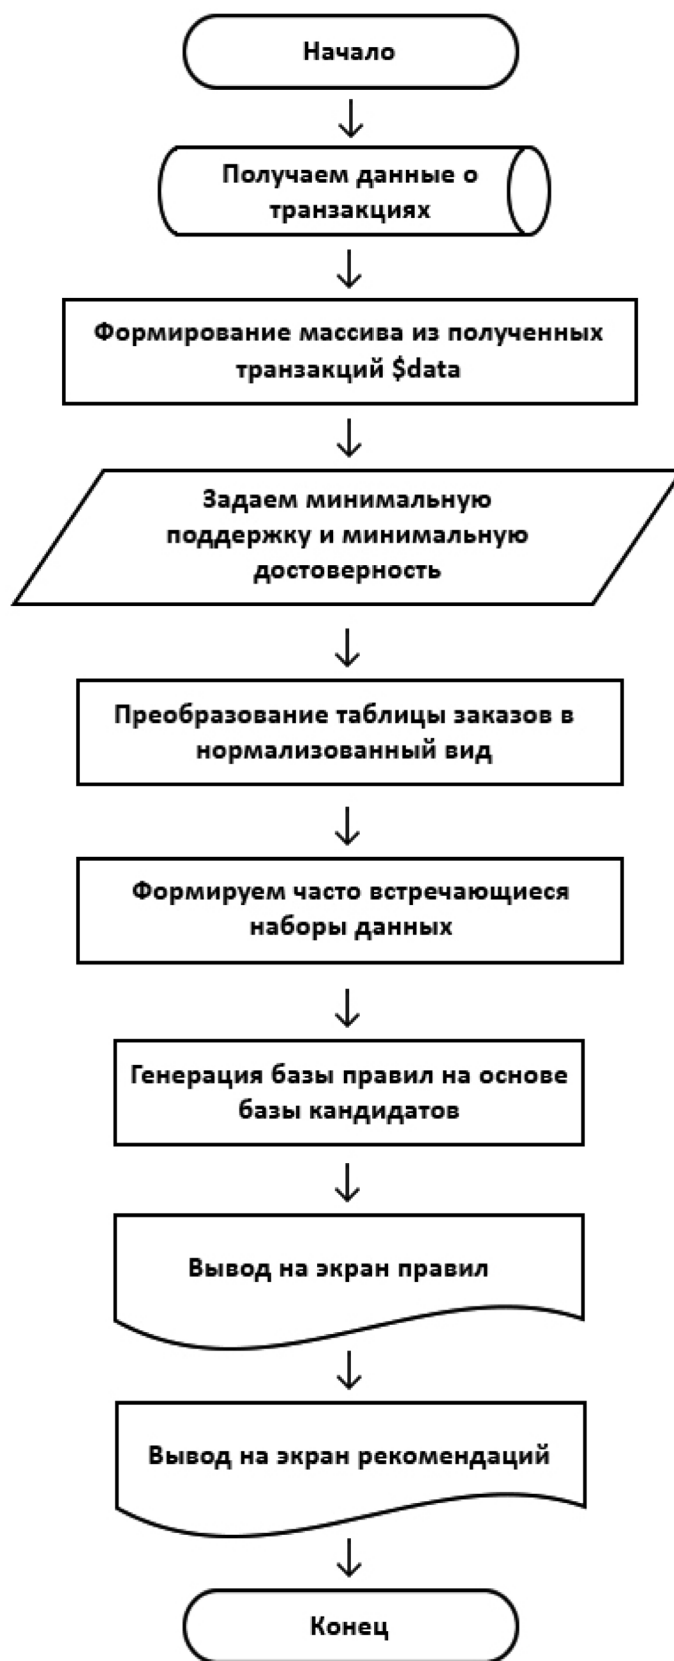 Начало
Получаем данные о
транзакциях
Формирование массива из полученных
транзакций $data
Задаем минимальную
поддержку и минимальную
достоверность
Преобразование таблицы заказов в
нормализованный вид
Формируем часто встречающиеся
наборы данных
Генерация базы правил на основе
базы кандидатов
Вывод на экран правил
Вывод на экран рекомендаций
Конец